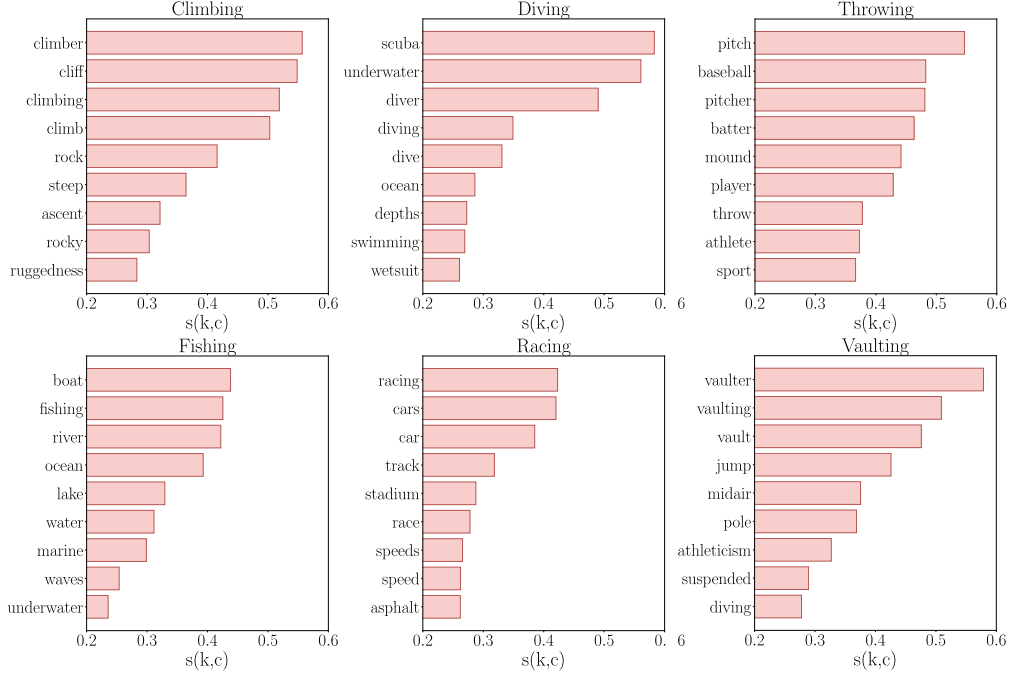 Climbing
climber
cliff
climbing
climb
rock
steep
ascent
rocky
ruggedness
0.2 0.3 0.4 0.5 0.6
s(k,c)
Diving
scuba
underwater
diver
diving
dive
ocean
depths
swimming
wetsuit
0.2 0.3 0.4 0.5 0. 6
s(k,c)
Throwing
pitch
baseball
pitcher
batter
mound
player
throw
athlete
sport
0.2 0.3 0.4 0.5 0.6
s(k,c)
Fishing
boat
fishing
river
ocean
lake
water
marine
waves
underwater
0.2 0.3 0.4 0.5 0.6
s(k,c)
Racing
racing
cars
car
track
stadium
race
speeds
speed
asphalt
0.2 0.3 0.4 0.5 0. 6
s(k,c)
Vaulting
vaulter
vaulting
vault
jump
midair
pole
athleticism
suspended
diving
0.2 0.3 0.4 0.5 0.6
s(k,c)